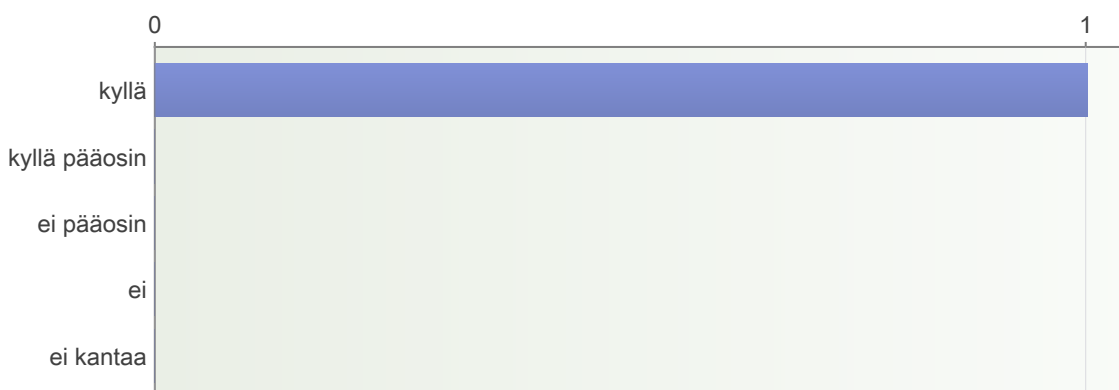 0 1
kyllä
kyllä pääosin
ei pääosin
ei
ei kantaa